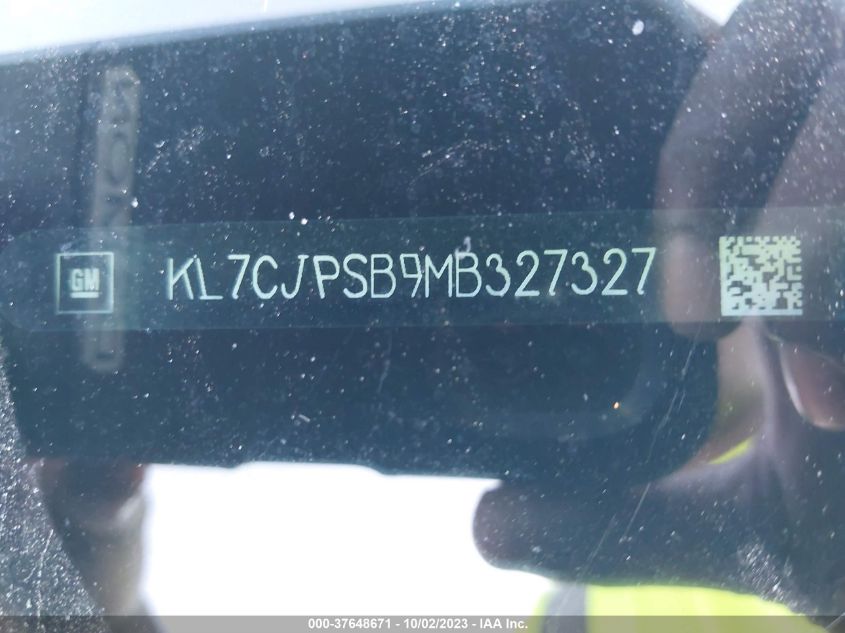 GM KL7CJPSB9MB327327
000-37648671 - 10/02/2023 - IAA Inc.